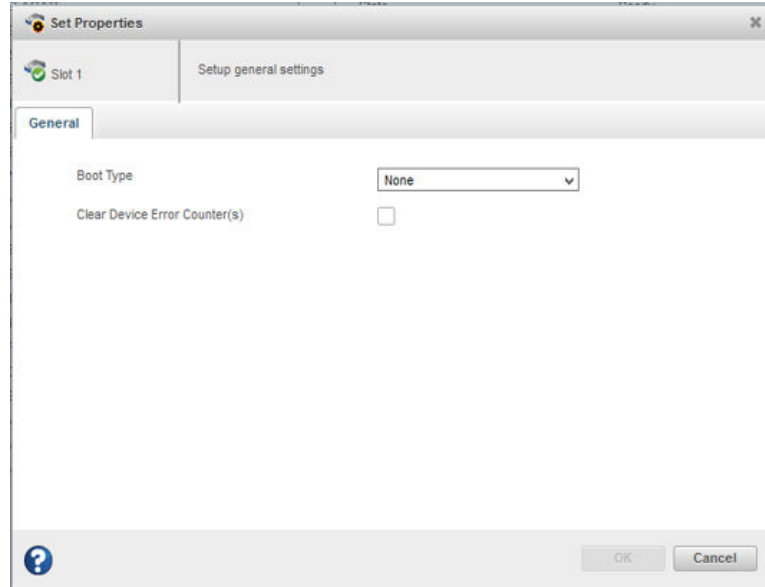 Set Properties
Slot 1
Setup general settings
General
Boot Type
None
Clear Device Error Counter(s)
OK
Cancel